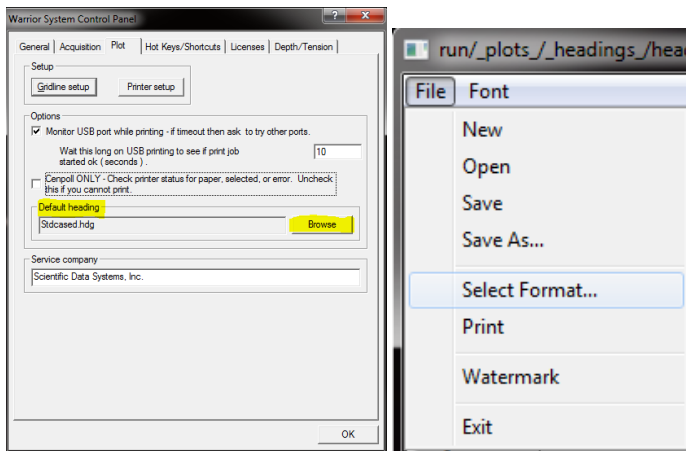 Warrior System Control Panel
General Acquisition Plot Hot Keys/Shortcuts Licenses Depth/Tension
Setup
Gridline setup Printer setup
Options
Monitor USB port while printing - if timeout then ask to try other ports.
Wait this long on USB printing to see if print job
started ok ( seconds ) .
10
Cenpoll ONLY - Check printer status for paper, selected, or error. Uncheck
this if you cannot print.
Default heading
Stdcased.hdg Browse
Service company
Scientific Data Systems, Inc.
OK
run/_plots_/_headings_/hea
File Font
New
Open
Save
Save As...
Select Format...
Print
Watermark
Exit